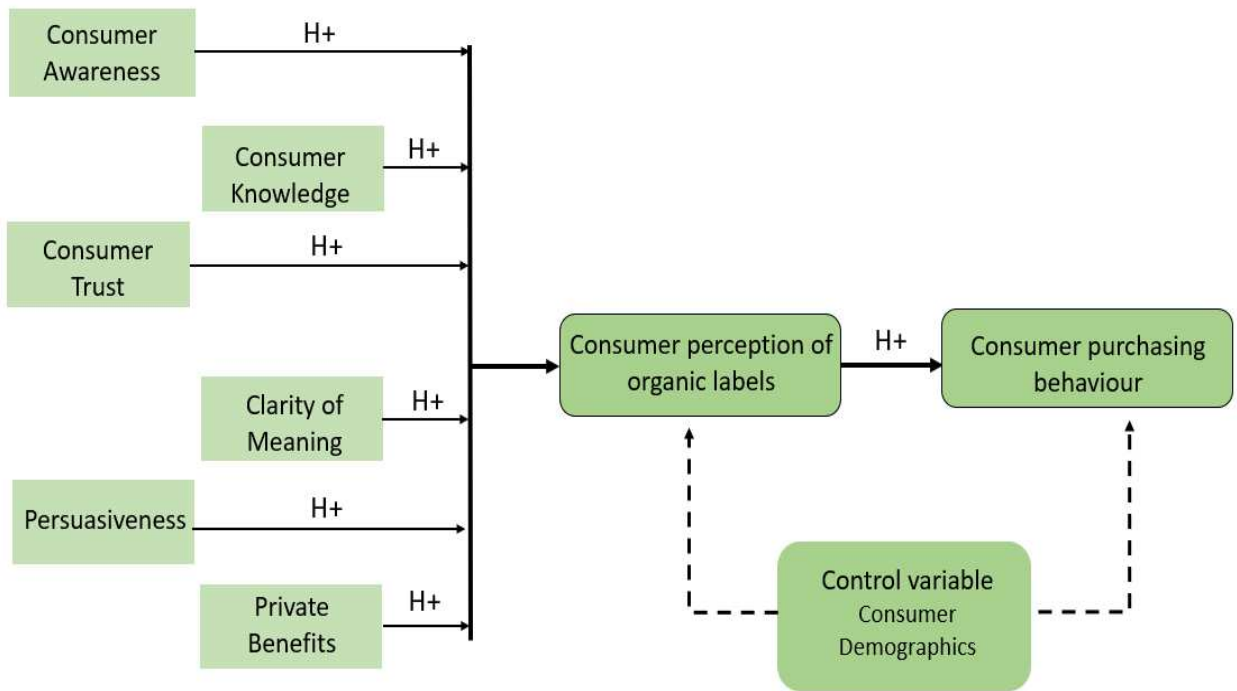 Consumer
Awareness
H+
Consumer
Knowledge
H+
Consumer
Trust
H+
Clarity of
Meaning
H+
Persuasiveness
H+
Private
Benefits
H+
Consumer perception of
organic labels
H+
Consumer purchasing
behaviour
Control variable
Consumer
Demographics